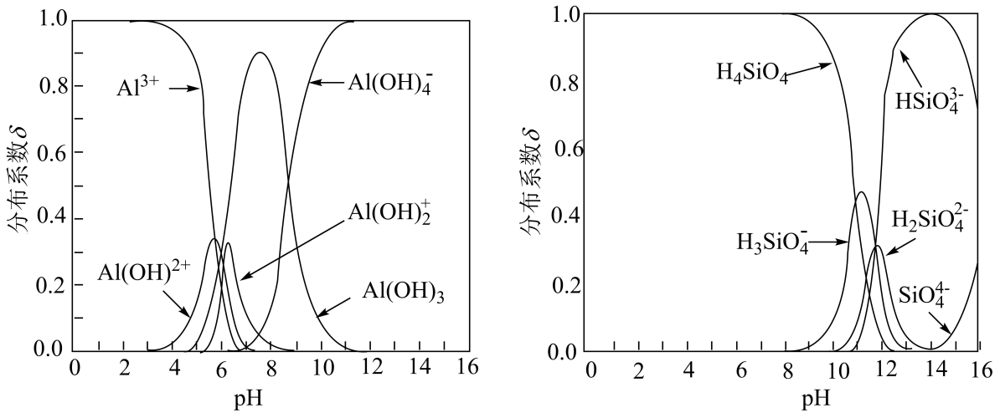 1.0
0.8
0.6
0.4
0.2
0.0
分布系数δ
Al³⁺
Al(OH)₄⁻
Al(OH)₂⁺
Al(OH)²⁺
Al(OH)₃
0 2 4 6 8 10 12 14 16
pH
1.0
0.8
0.6
0.4
0.2
0.0
分布系数δ
H₄SiO₄
HSiO₄³⁻
H₂SiO₄²⁻
H₃SiO₄⁻
SiO₄⁴⁻
0 2 4 6 8 10 12 14 16
pH